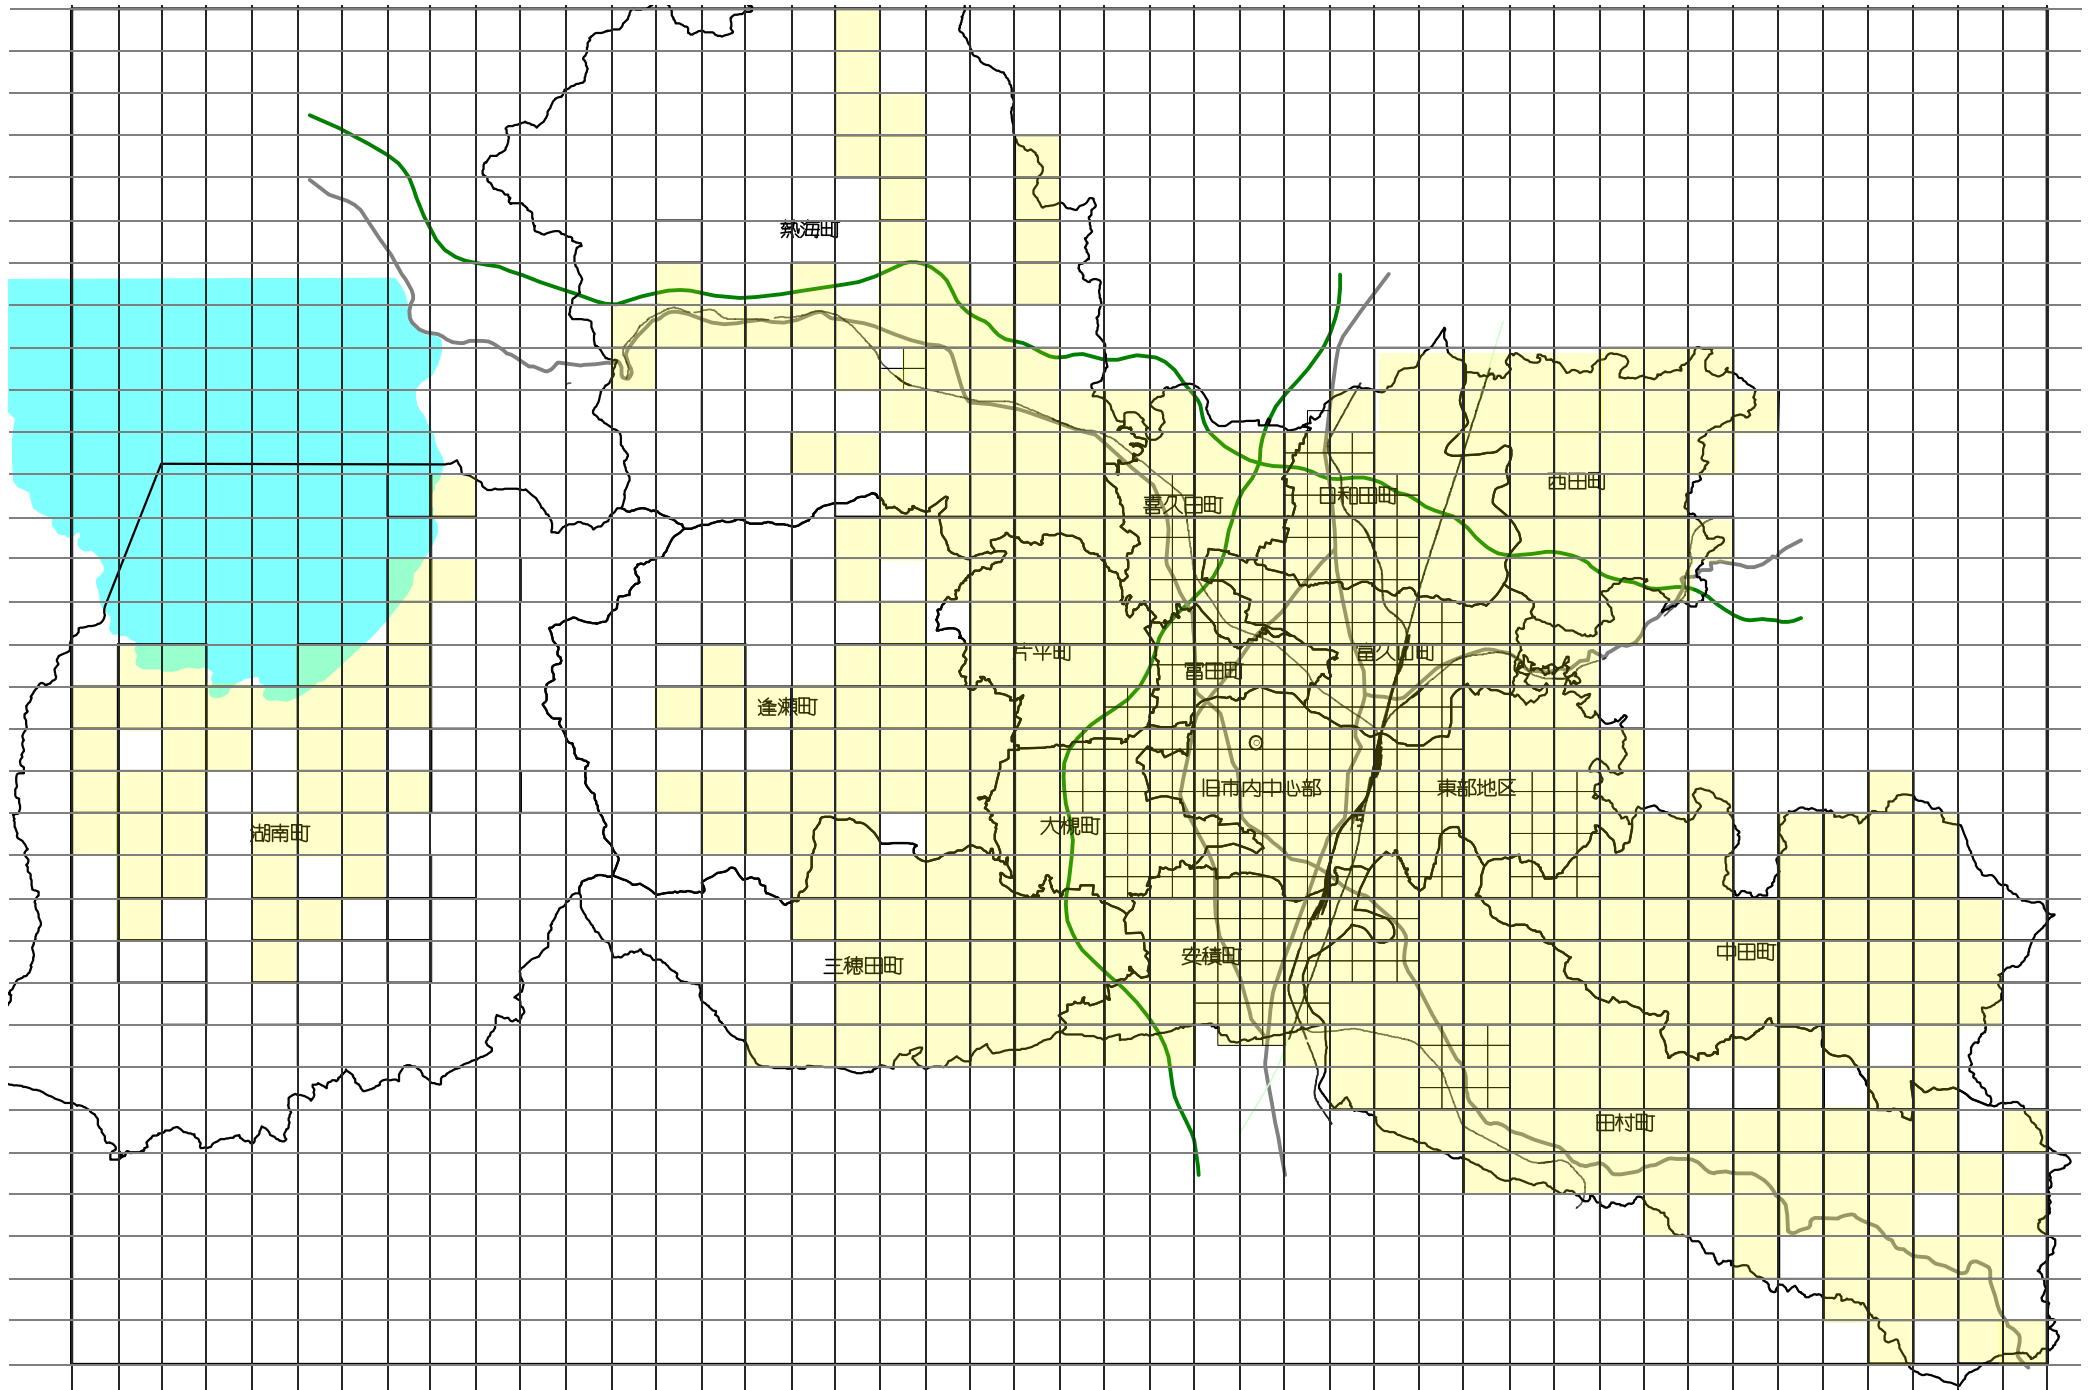 熱海町
西田町
日和田町
喜久田町
片平町
富久山町
富田町
逢瀬町
旧市内中心部
東部地区
大槻町
湖南町
中田町
安積町
三穂田町
田村町